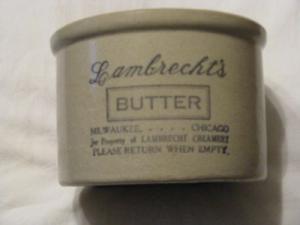 Lambrecht's
BUTTER
MILWAUKEE, . . . . CHICAGO
Property of LAMBRECHT CREAMERY
PLEASE RETURN WHEN EMPTY.